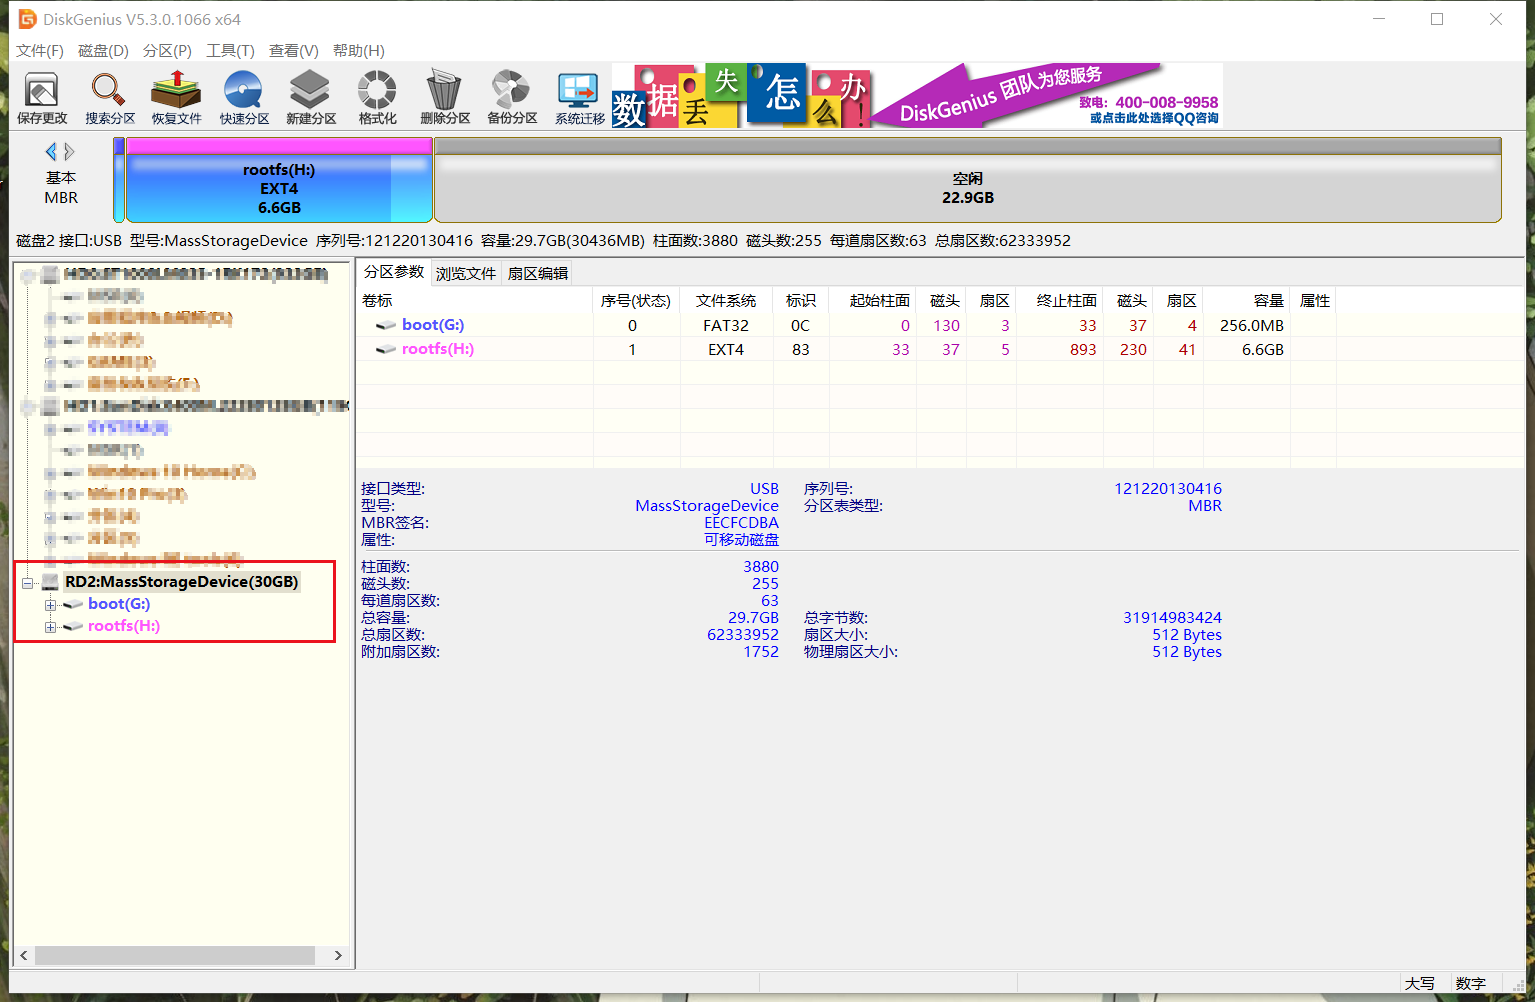 DiskGenius V5.3.0.1066 x64
文件(F) 磁盘(D) 分区(P) 工具(T) 查看(V) 帮助(H)
保存更改 搜索分区 恢复文件 快速分区 新建分区 格式化 删除分区 备份分区 系统迁移
数据丢失怎么办!
DiskGenius 团队为您服务
致电: 400-008-9958
或点击此处选择QQ咨询
基本
MBR
rootfs(H:)
EXT4
6.6GB
空闲
22.9GB
磁盘2 接口:USB 型号:MassStorageDevice 序列号:121220130416 容量:29.7GB(30436MB) 柱面数:3880 磁头数:255 每道扇区数:63 总扇区数:62333952
RD2:MassStorageDevice(30GB)
boot(G:)
rootfs(H:)
分区参数 浏览文件 扇区编辑
卷标 序号(状态) 文件系统 标识 起始柱面 磁头 扇区 终止柱面 磁头 扇区 容量 属性
boot(G:) 0 FAT32 0C 0 130 3 33 37 4 256.0MB
rootfs(H:) 1 EXT4 83 33 37 5 893 230 41 6.6GB
接口类型: USB 序列号: 121220130416
型号: MassStorageDevice 分区表类型: MBR
MBR签名: EECFCDBA
属性: 可移动磁盘
柱面数: 3880
磁头数: 255
每道扇区数: 63
总容量: 29.7GB 总字节数: 31914983424
总扇区数: 62333952 扇区大小: 512 Bytes
附加扇区数: 1752 物理扇区大小: 512 Bytes
大写 数字